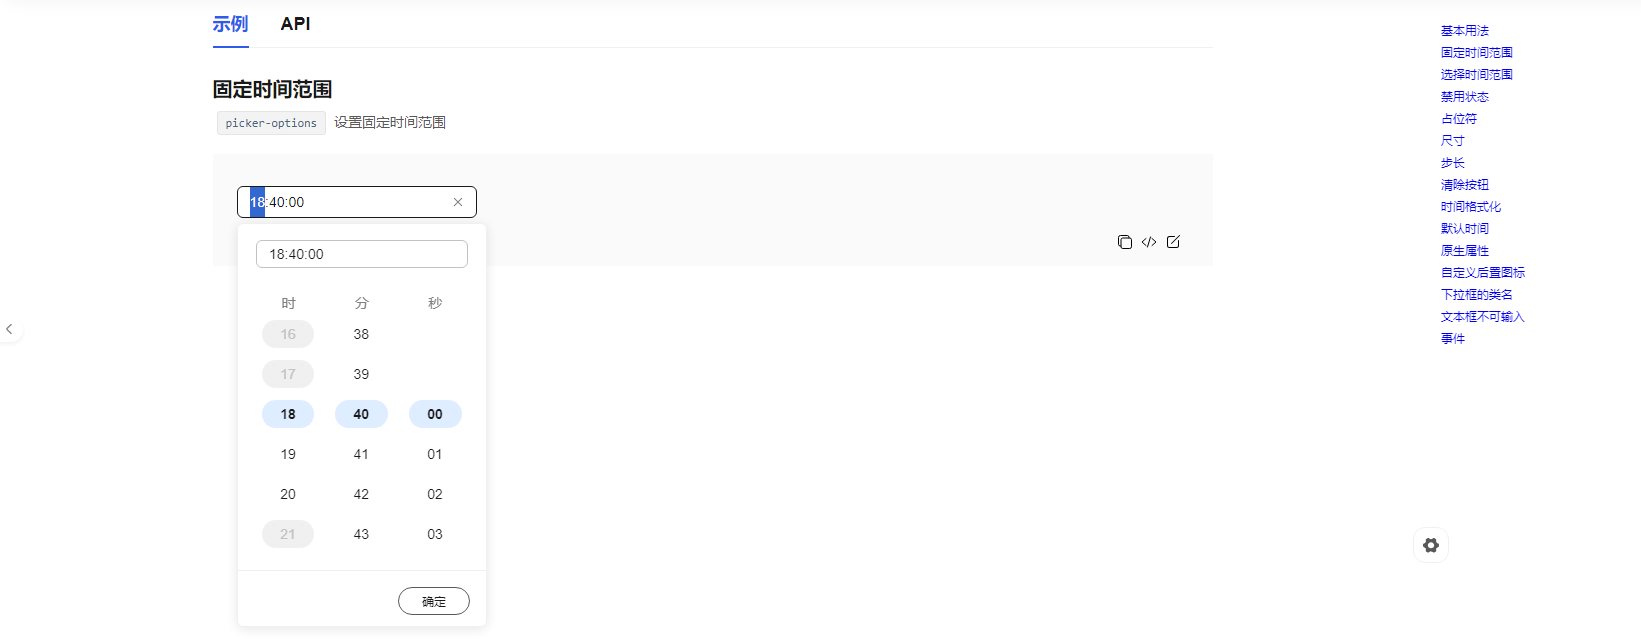 示例 API
固定时间范围
picker-options 设置固定时间范围
18:40:00
18:40:00
时 分 秒
16 38
17 39
18 40 00
19 41 01
20 42 02
21 43 03
确定
基本用法
固定时间范围
选择时间范围
禁用状态
占位符
尺寸
步长
清除按钮
时间格式化
默认时间
原生属性
自定义后置图标
下拉框的类名
文本框不可输入
事件